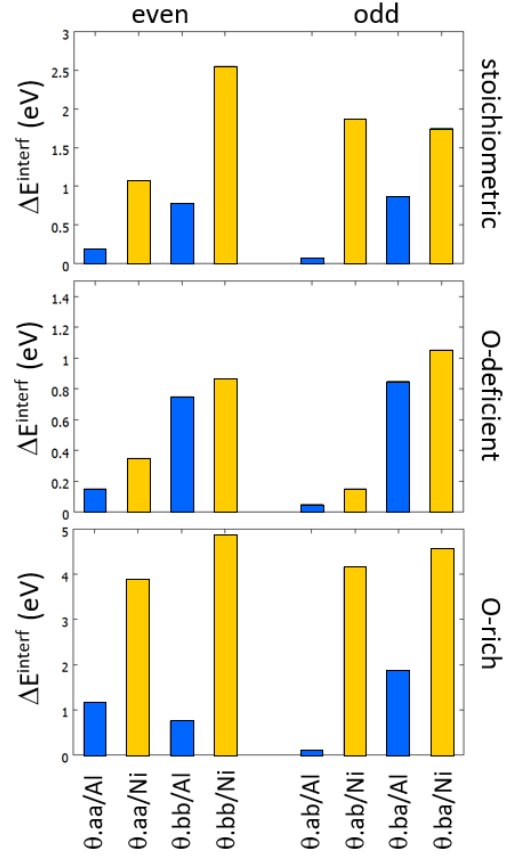 even odd
3
2.5
2
1.5
1
0.5
0
ΔE^interf (eV)
stoichiometric
1.4
1.2
1
0.8
0.6
0.4
0.2
0
ΔE^interf (eV)
O-deficient
5
4
3
2
1
0
ΔE^interf (eV)
O-rich
θ.aa/Al
θ.aa/Ni
θ.bb/Al
θ.bb/Ni
θ.ab/Al
θ.ab/Ni
θ.ba/Al
θ.ba/Ni